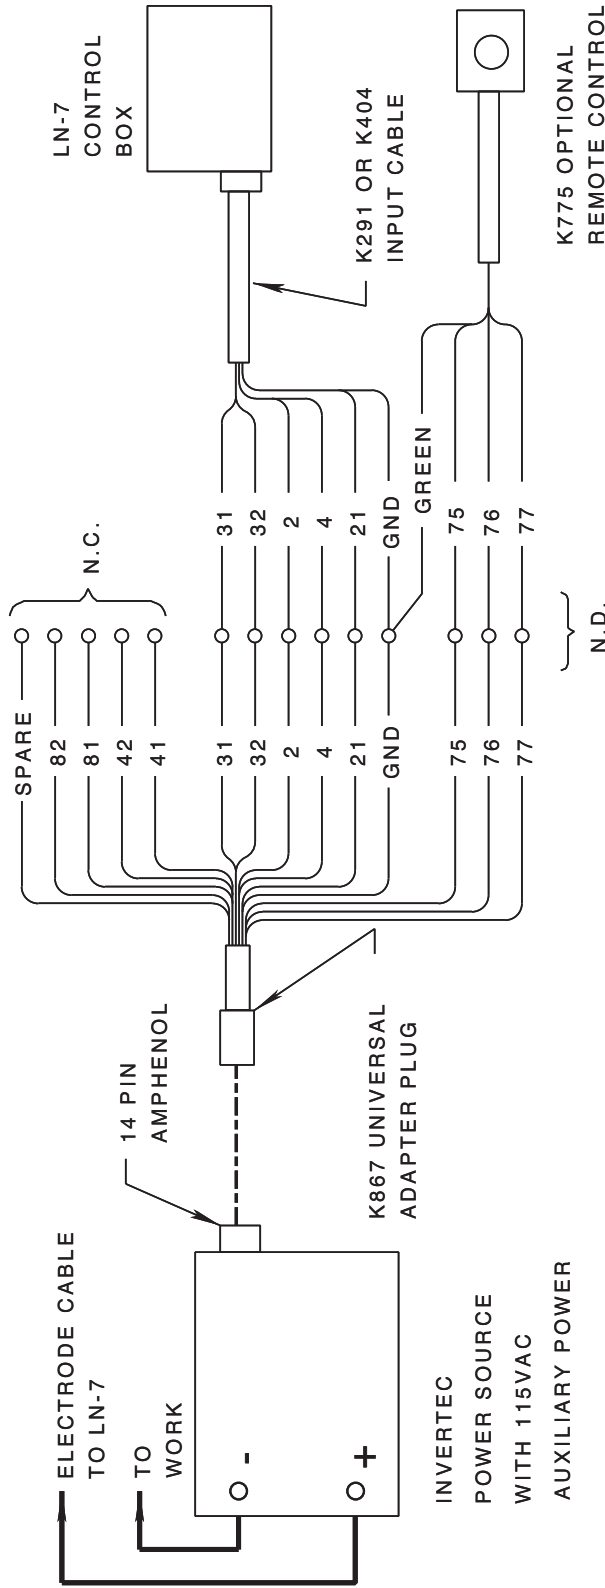 ELECTRODE CABLE
TO LN-7
TO
WORK
-
+
INVERTEC
POWER SOURCE
WITH 115VAC
AUXILIARY POWER
14 PIN
AMPHENOL
K867 UNIVERSAL
ADAPTER PLUG
SPARE
82
81
42
41
31
32
2
4
21
GND
75
76
77
N.C.
31
32
2
4
21
GND
GREEN
75
76
77
N.D.
LN-7
CONTROL
BOX
K291 OR K404
INPUT CABLE
K775 OPTIONAL
REMOTE CONTROL